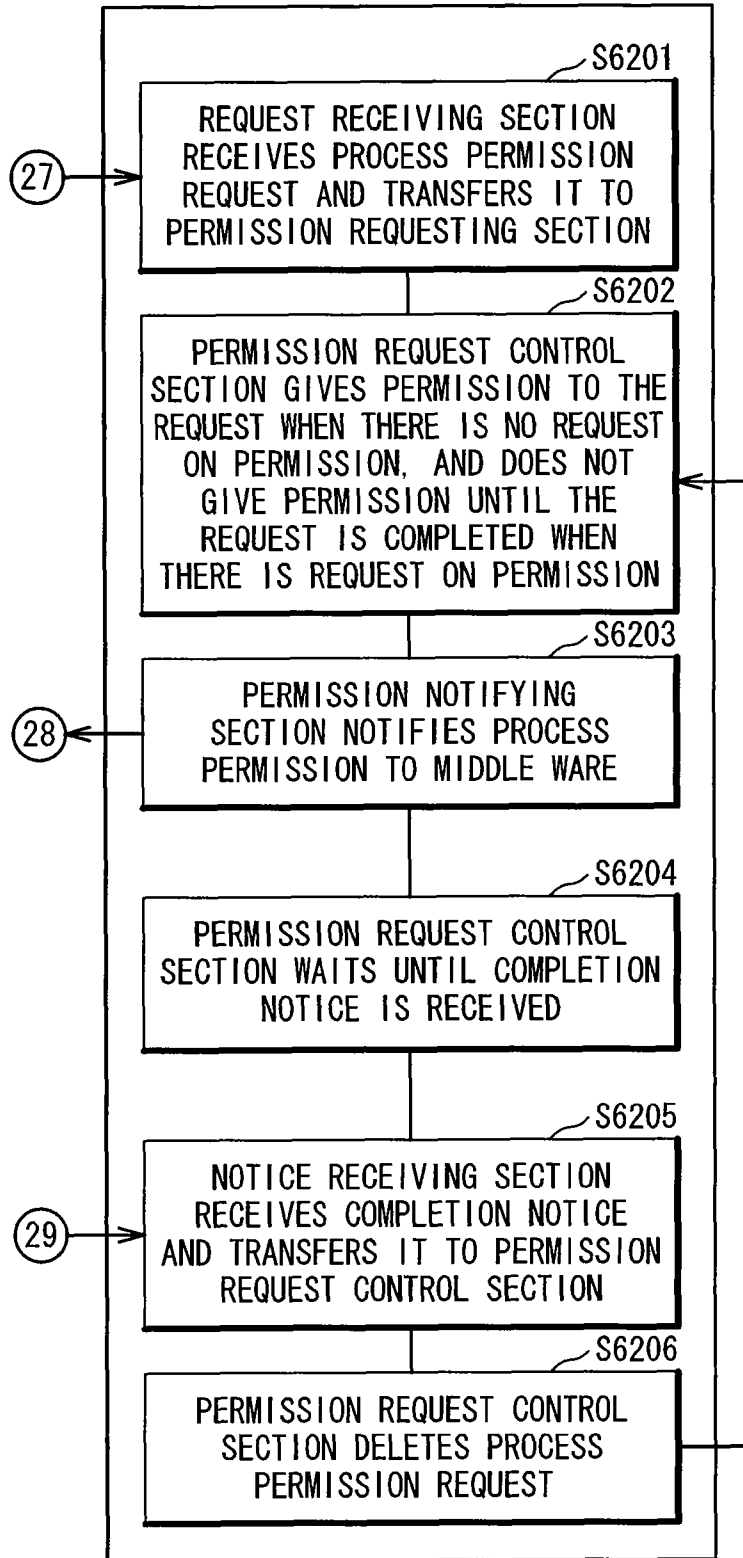 S6201
REQUEST RECEIVING SECTION
RECEIVES PROCESS PERMISSION
REQUEST AND TRANSFERS IT TO
PERMISSION REQUESTING SECTION
27
S6202
PERMISSION REQUEST CONTROL
SECTION GIVES PERMISSION TO THE
REQUEST WHEN THERE IS NO REQUEST
ON PERMISSION, AND DOES NOT
GIVE PERMISSION UNTIL THE
REQUEST IS COMPLETED WHEN
THERE IS REQUEST ON PERMISSION
S6203
PERMISSION NOTIFYING
SECTION NOTIFIES PROCESS
PERMISSION TO MIDDLE WARE
28
S6204
PERMISSION REQUEST CONTROL
SECTION WAITS UNTIL COMPLETION
NOTICE IS RECEIVED
S6205
NOTICE RECEIVING SECTION
RECEIVES COMPLETION NOTICE
AND TRANSFERS IT TO PERMISSION
REQUEST CONTROL SECTION
29
S6206
PERMISSION REQUEST CONTROL
SECTION DELETES PROCESS
PERMISSION REQUEST